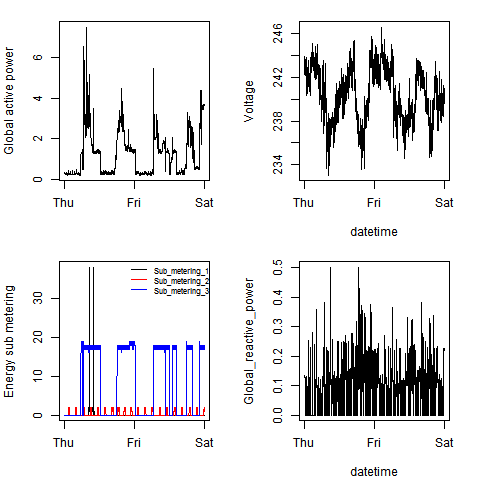 Global active power
6
4
2
0
Thu
Fri
Sat
Voltage
246
242
238
234
Thu
Fri
Sat
datetime
Energy sub metering
30
20
10
0
Sub_metering_1
Sub_metering_2
Sub_metering_3
Thu
Fri
Sat
Global_reactive_power
0.5
0.4
0.3
0.2
0.1
0.0
Thu
Fri
Sat
datetime